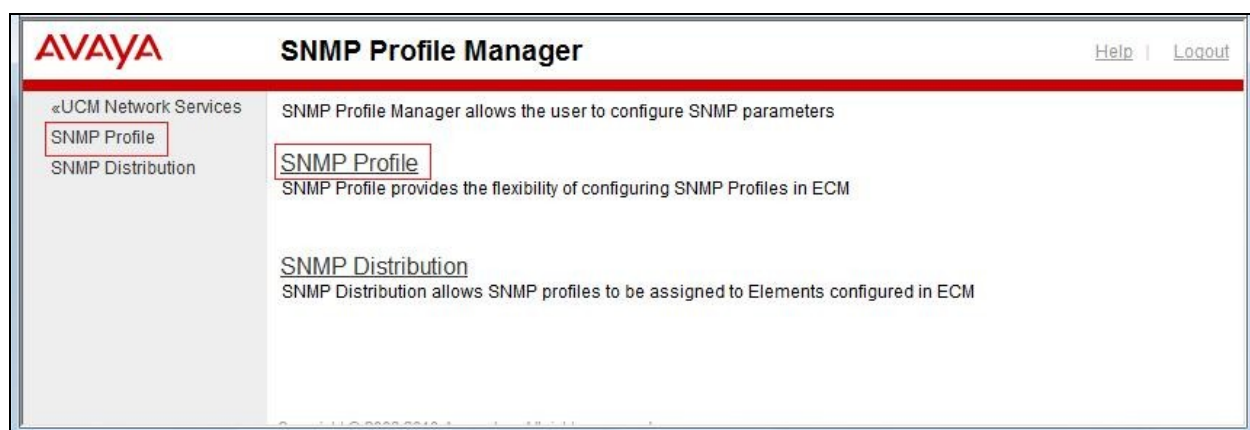 AVAYA
SNMP Profile Manager
Help | Logout
«UCM Network Services
SNMP Profile
SNMP Distribution
SNMP Profile Manager allows the user to configure SNMP parameters
SNMP Profile
SNMP Profile provides the flexibility of configuring SNMP Profiles in ECM
SNMP Distribution
SNMP Distribution allows SNMP profiles to be assigned to Elements configured in ECM